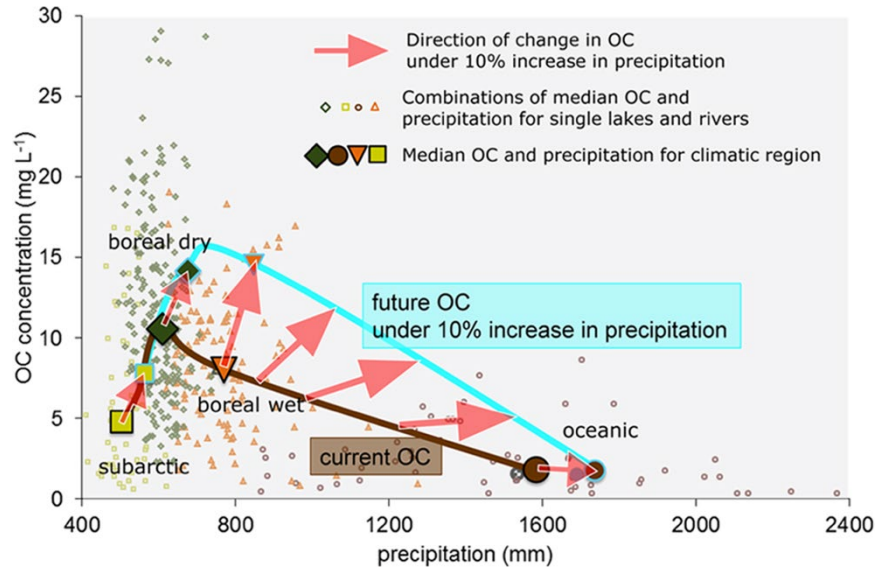 30
25
20
15
10
5
0
OC concentration (mg L⁻¹)
Direction of change in OC
under 10% increase in precipitation
Combinations of median OC and
precipitation for single lakes and rivers
Median OC and precipitation for climatic region
boreal dry
future OC
under 10% increase in precipitation
boreal wet
oceanic
subarctic
current OC
400 800 1200 1600 2000 2400
precipitation (mm)